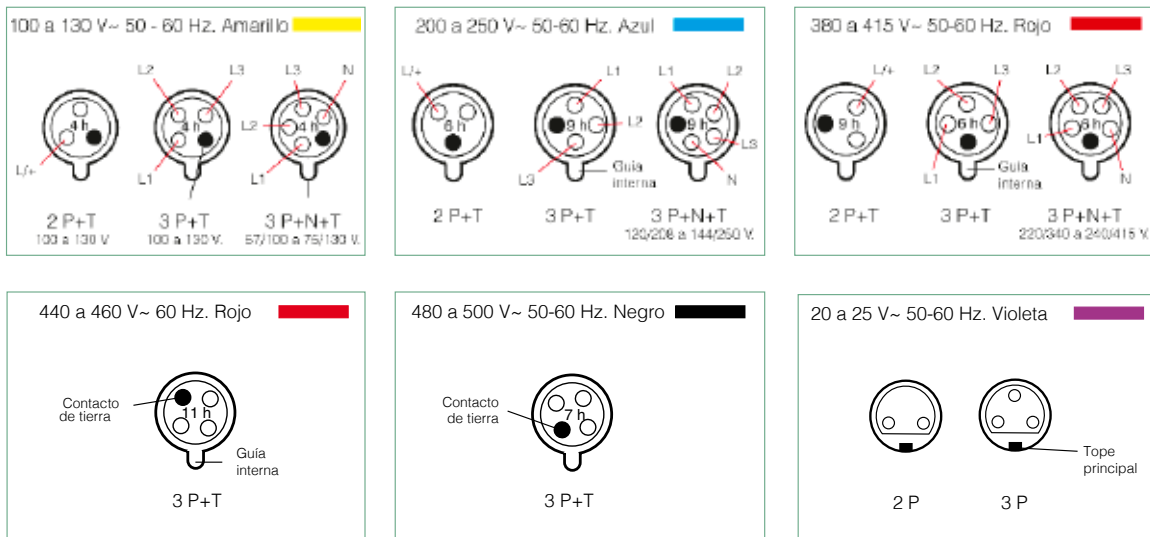 100 a 130 V~ 50 - 60 Hz. Amarillo
L2 L3 L3 N
4 h 4 h 4 h
L2
L/+ L1 L1
2 P+T 3 P+T 3 P+N+T
100 a 130 V 100 a 130 V. 57/100 a 75/130 V.
200 a 250 V~ 50-60 Hz. Azul
L/+ L1 L1 L2
6 h 9 h 9 h
L2
L3 L3
Guía
interna
N
2 P+T 3 P+T 3 P+N+T
120/208 a 144/250 V.
380 a 415 V~ 50-60 Hz. Rojo
L/+ L2 L3 L2 L3
9 h 6 h 6 h
L1
L1
Guía
interna
N
2 P+T 3 P+T 3 P+N+T
220/340 a 240/415 V.
440 a 460 V~ 60 Hz. Rojo
Contacto
de tierra
11 h
Guía
interna
3 P+T
480 a 500 V~ 50-60 Hz. Negro
Contacto
de tierra
7 h
3 P+T
20 a 25 V~ 50-60 Hz. Violeta
Tope
principal
2 P 3 P